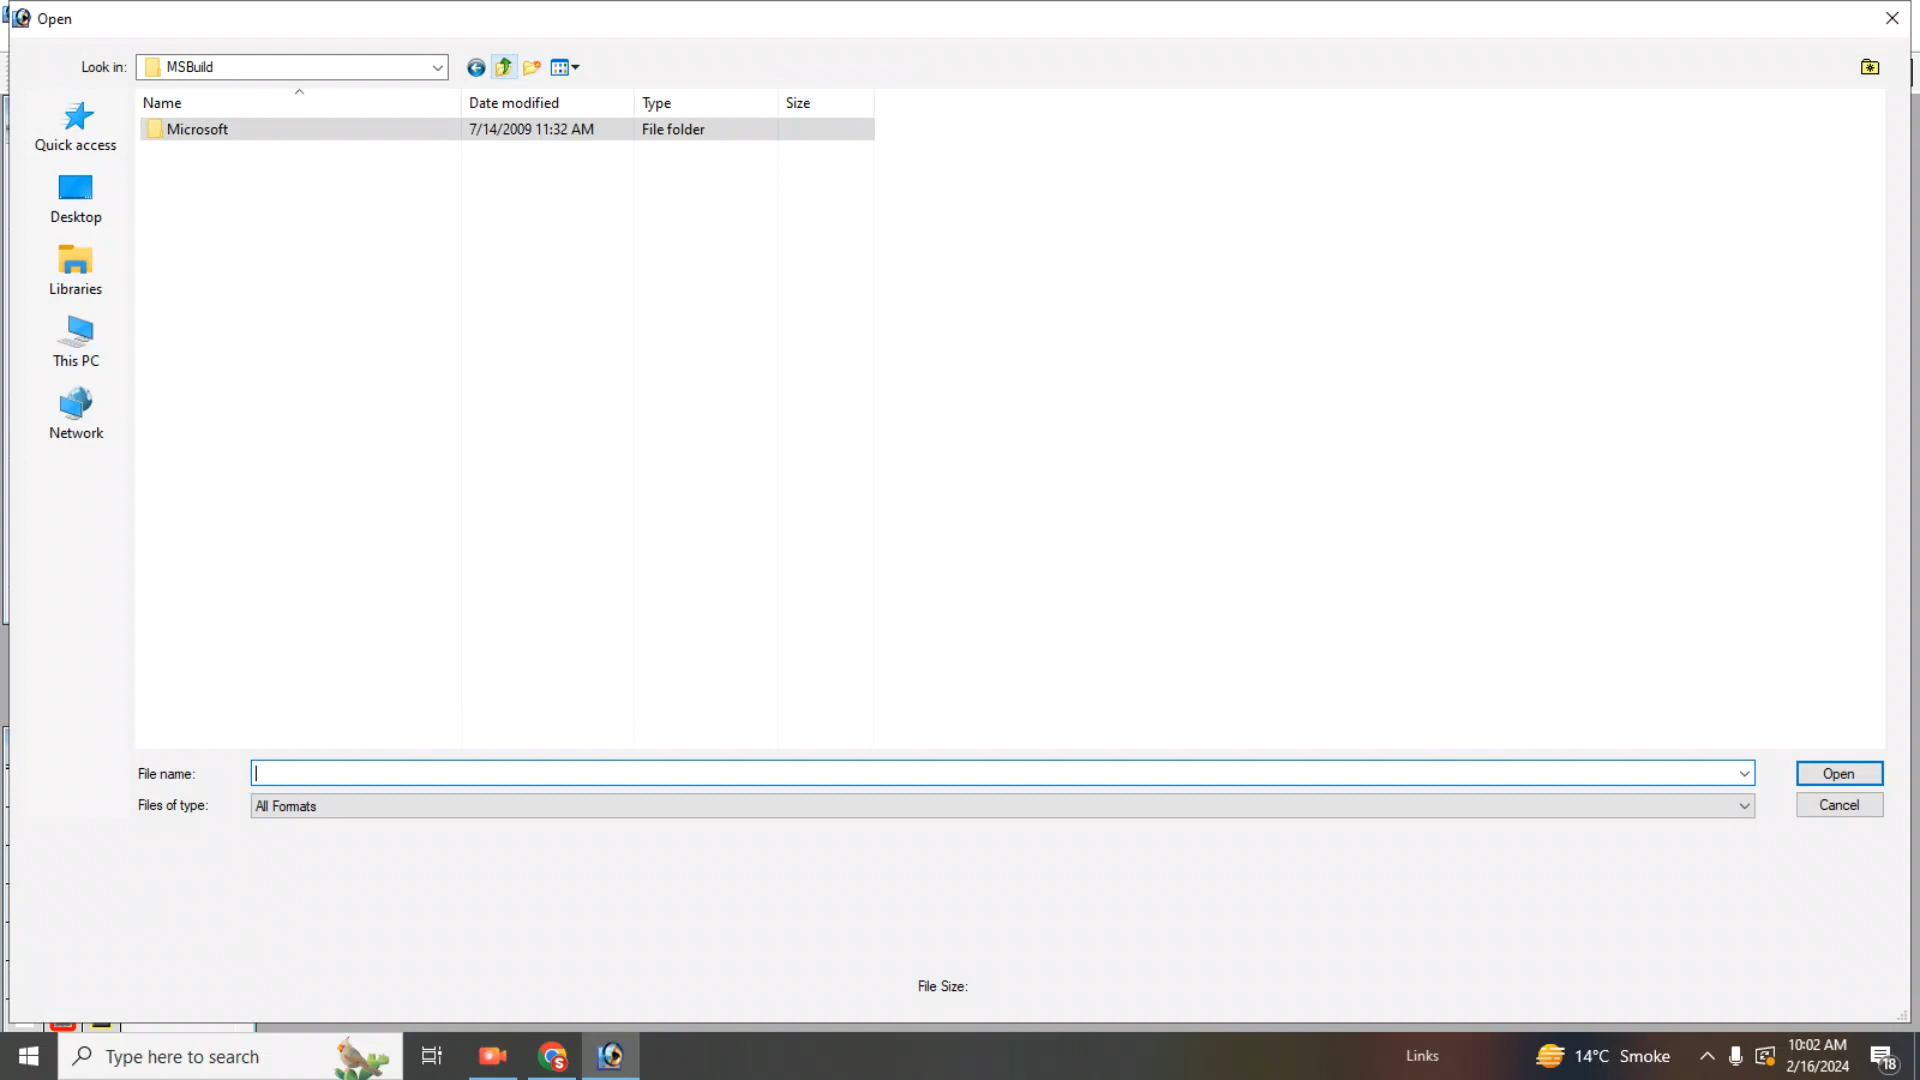 Open
Look in: MSBuild
Name Date modified Type Size
Microsoft 7/14/2009 11:32 AM File folder
Quick access
Desktop
Libraries
This PC
Network
File name: Open
Files of type: All Formats Cancel
File Size:
Type here to search Links 14°C Smoke 10:02 AM
2/16/2024 18